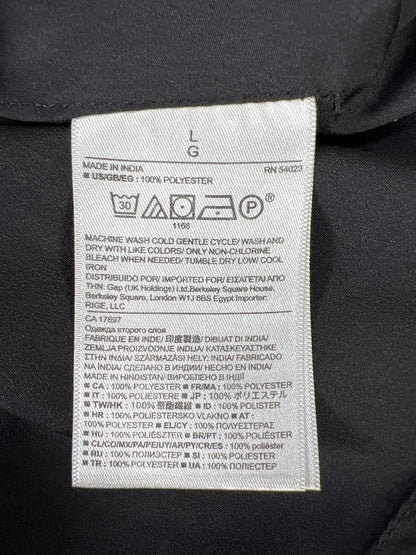 L
G
MADE IN INDIA RN 54023
■ US/GB/EG : 100% POLYESTER
30 P
1166
MACHINE WASH COLD GENTLE CYCLE/ WASH AND
DRY WITH LIKE COLORS/ ONLY NON-CHLORINE
BLEACH WHEN NEEDED/ TUMBLE DRY LOW/ COOL
IRON
DISTRIBUTED FOR/ IMPORTED FOR/ ΕΙΣΑΓΕΤΑΙ ΑΠΟ
ΤΗΝ: Gap (UK Holdings) Ltd,Berkeley Square House,
Berkeley Square, London W1J 8BS Egypt Importer:
RIGE, LLC
CA 17897
Одежда второго слоя
FABRIQUE EN INDE/ 印度製造/ DIBUAT DI INDIA/
ZEMLJA PROIZVODNJE INDIJA/ ΚΑΤΑΣΚΕΥΑΣΤΗΚΕ
ΣΤΗΝ ΙΝΔΙΑ/ SZÁRMAZÁSI HELY: INDIA/ FABRICADO
NA ÍNDIA/ СДЕЛАНО В ИНДИИ/ HECHO EN INDIA/
MADE IN HINDISTAN/ ВИРОБЛЕНО В ІНДІЇ
■ CA : 100% POLYESTER ■ FR/MA : 100% POLYESTER
■ IT : 100% POLIESTERE ■ JP : 100% ポリエステル
■ TW/HK : 100% 聚酯纖維 ■ ID : 100% POLISTER
■ HR : 100% POLIESTERSKO VLAKNO ■ AT : 100%
POLYESTER ■ EL/CY : 100% ΠΟΛΥΕΣΤΕΡΑΣ
■ HU : 100% POLIÉSZTER ■ BR/PT : 100% POLIÉSTER
■ CL/CO/MX/PA/PE/UY/AR/PY/CR/ES : 100% POLIÉSTER
■ RU : 100% ПОЛИЭСТЕР ■ SI : 100% POLIESTER
■ TR : 100% POLYESTER ■ UA : 100% ПОЛІЕСТЕР